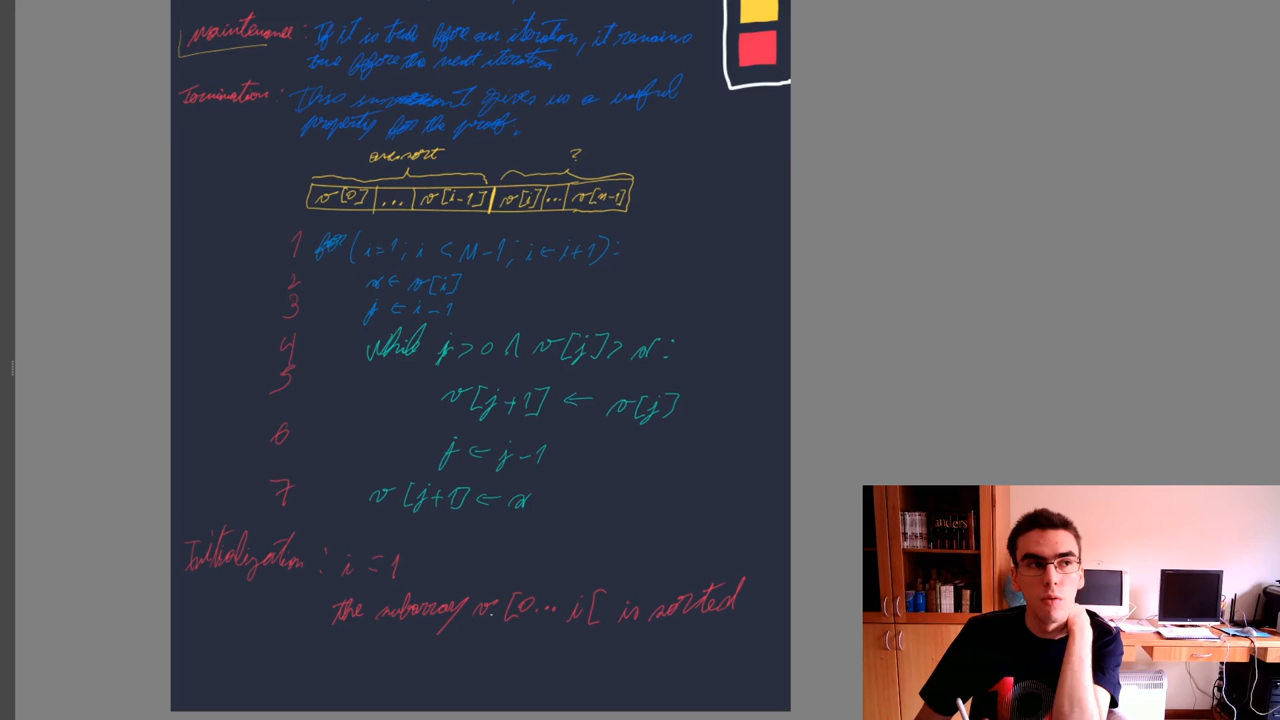 Maintenance: If it is true before an iteration, it remains
true before the next iteration
Termination: This invariant gives us a useful
property for the proof.
?
v[0] ... v[i-1] v[i] ... v[n-1]
1 for (i=1; i < N-1; i ← i+1):
2 x ← v[i]
3 j ← i-1
4 while j > 0 ∧ v[j] > x:
5
v[j+1] ← v[j]
6
j ← j-1
7 v[j+1] ← x
Initialization: i = 1
the subarray v[0... i[ is sorted
anders